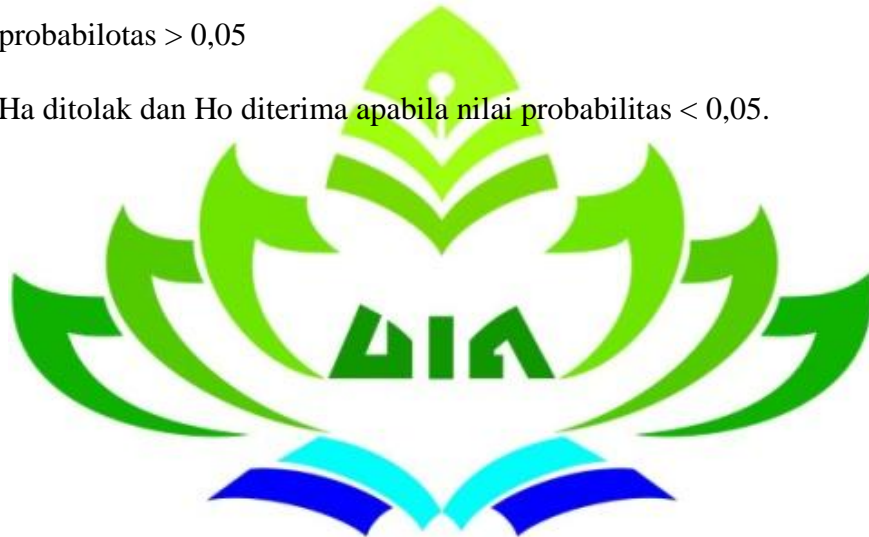 probabilotas > 0,05
Ha ditolak dan Ho diterima apabila nilai probabilitas < 0,05.
UIN